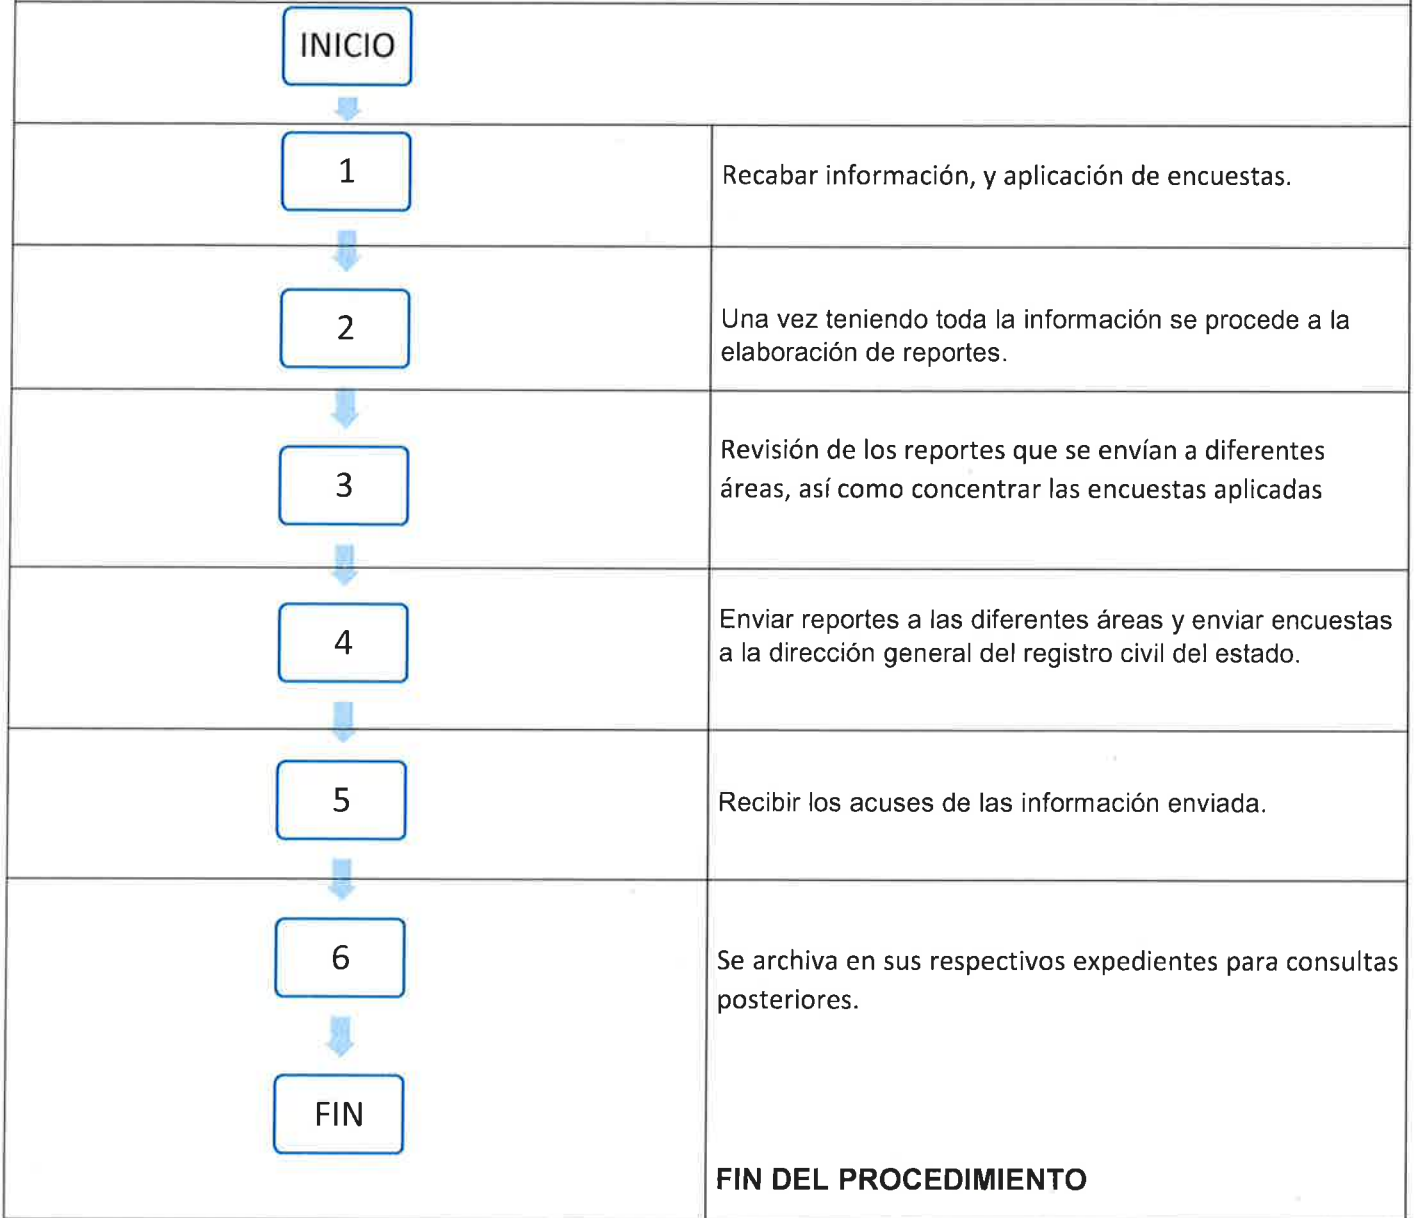 INICIO
1
Recabar información, y aplicación de encuestas.
2
Una vez teniendo toda la información se procede a la
elaboración de reportes.
3
Revisión de los reportes que se envían a diferentes
áreas, así como concentrar las encuestas aplicadas
4
Enviar reportes a las diferentes áreas y enviar encuestas
a la dirección general del registro civil del estado.
5
Recibir los acuses de las información enviada.
6
Se archiva en sus respectivos expedientes para consultas
posteriores.
FIN
FIN DEL PROCEDIMIENTO